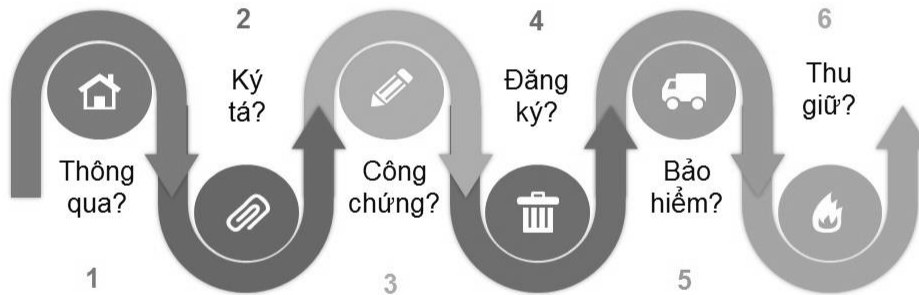 1
Thông
qua?
2
Ký
tá?
3
Công
chứng?
4
Đăng
ký?
5
Bảo
hiểm?
6
Thu
giữ?